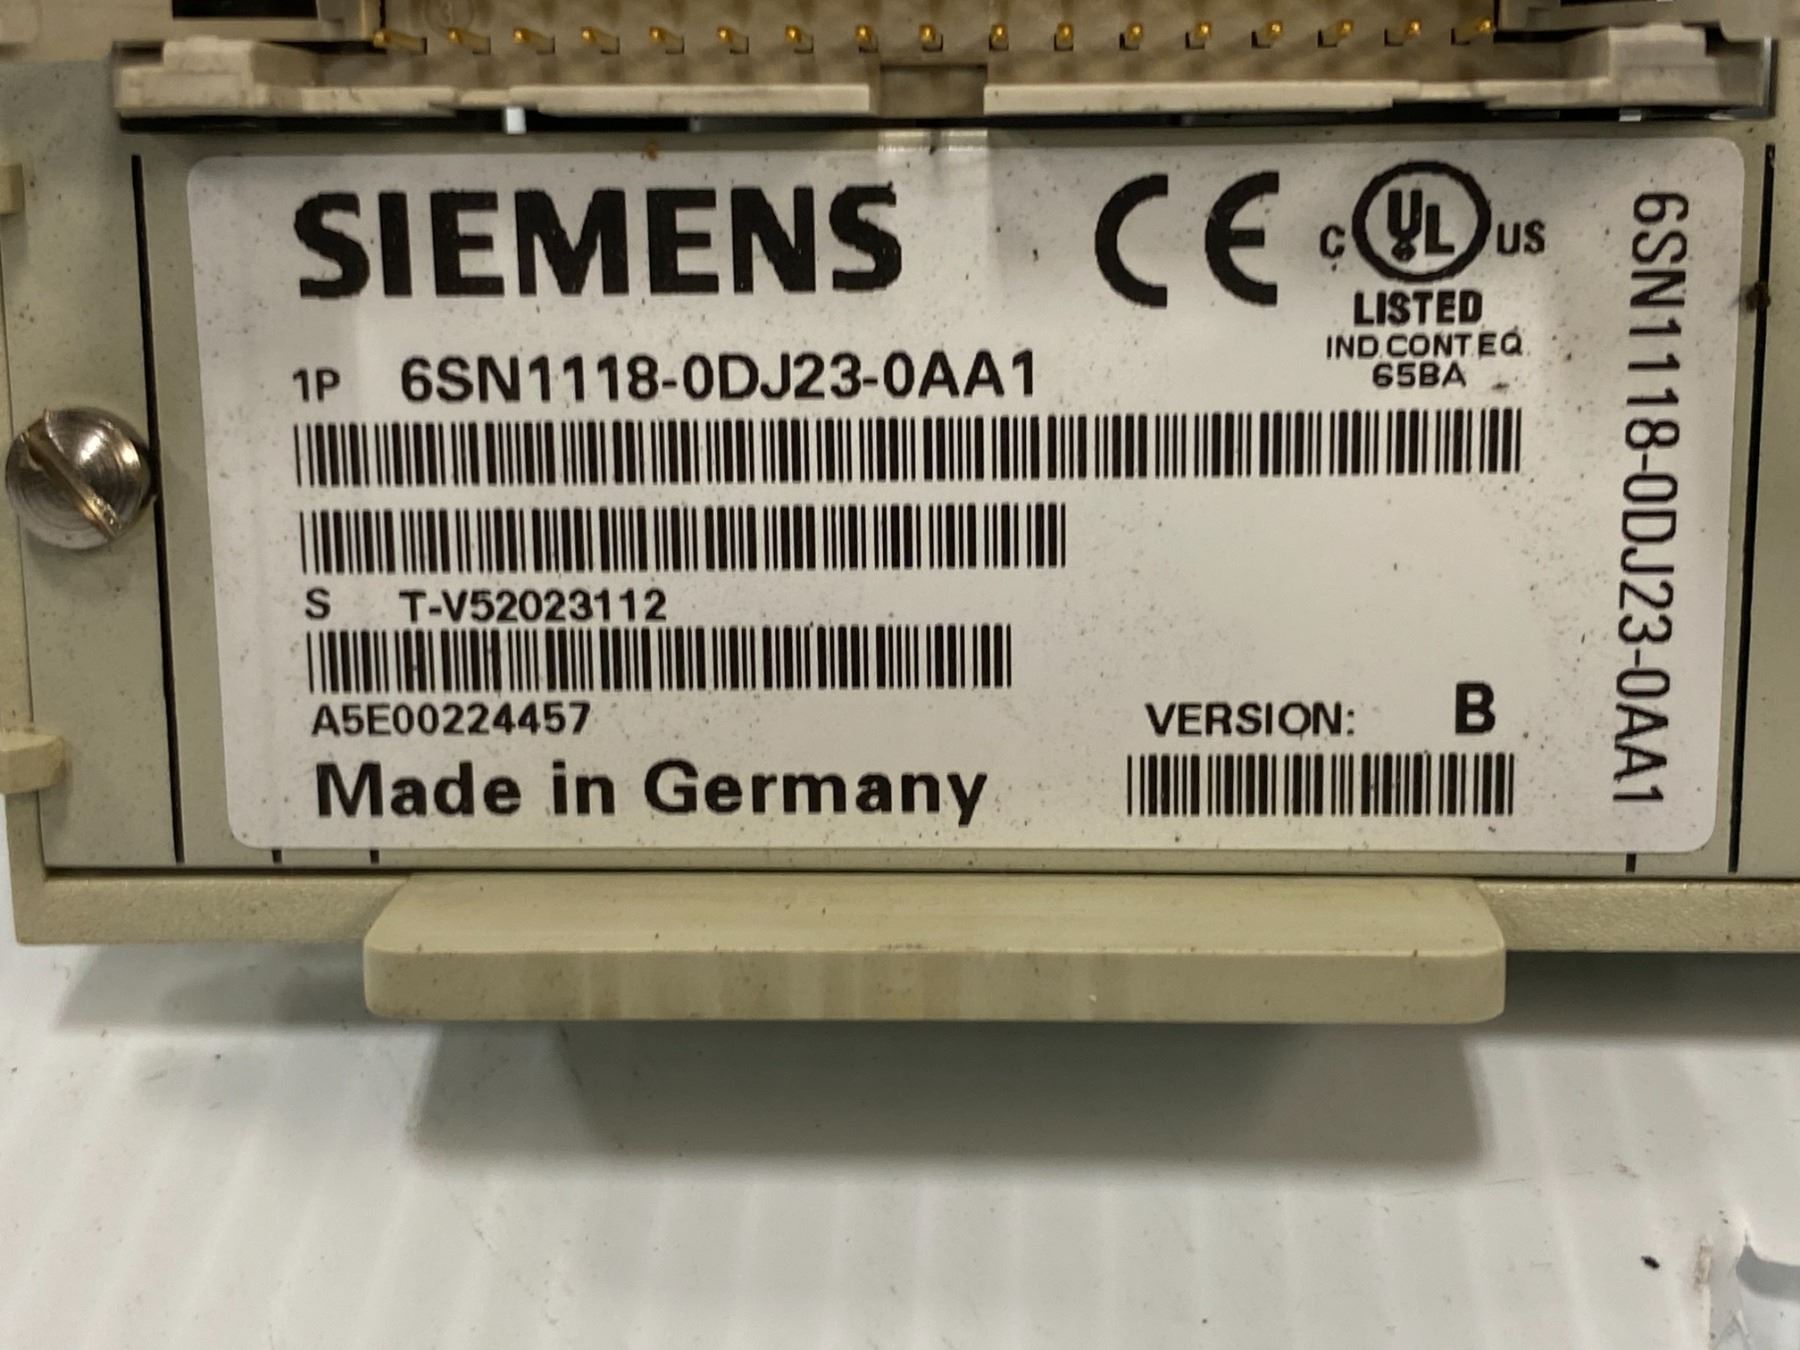 SIEMENS
CE
C UL US
LISTED
IND.CONT.EQ.
65BA
1P 6SN1118-0DJ23-0AA1
S T-V52023112
A5E00224457
VERSION: B
Made in Germany
6SN1118-0DJ23-0AA1